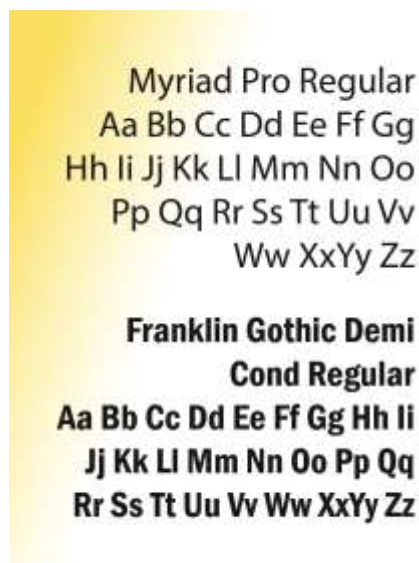 Myriad Pro Regular
Aa Bb Cc Dd Ee Ff Gg
Hh Ii Jj Kk Ll Mm Nn Oo
Pp Qq Rr Ss Tt Uu Vv
Ww XxYy Zz
Franklin Gothic Demi
Cond Regular
Aa Bb Cc Dd Ee Ff Gg Hh Ii
Jj Kk Ll Mm Nn Oo Pp Qq
Rr Ss Tt Uu Vv Ww XxYy Zz